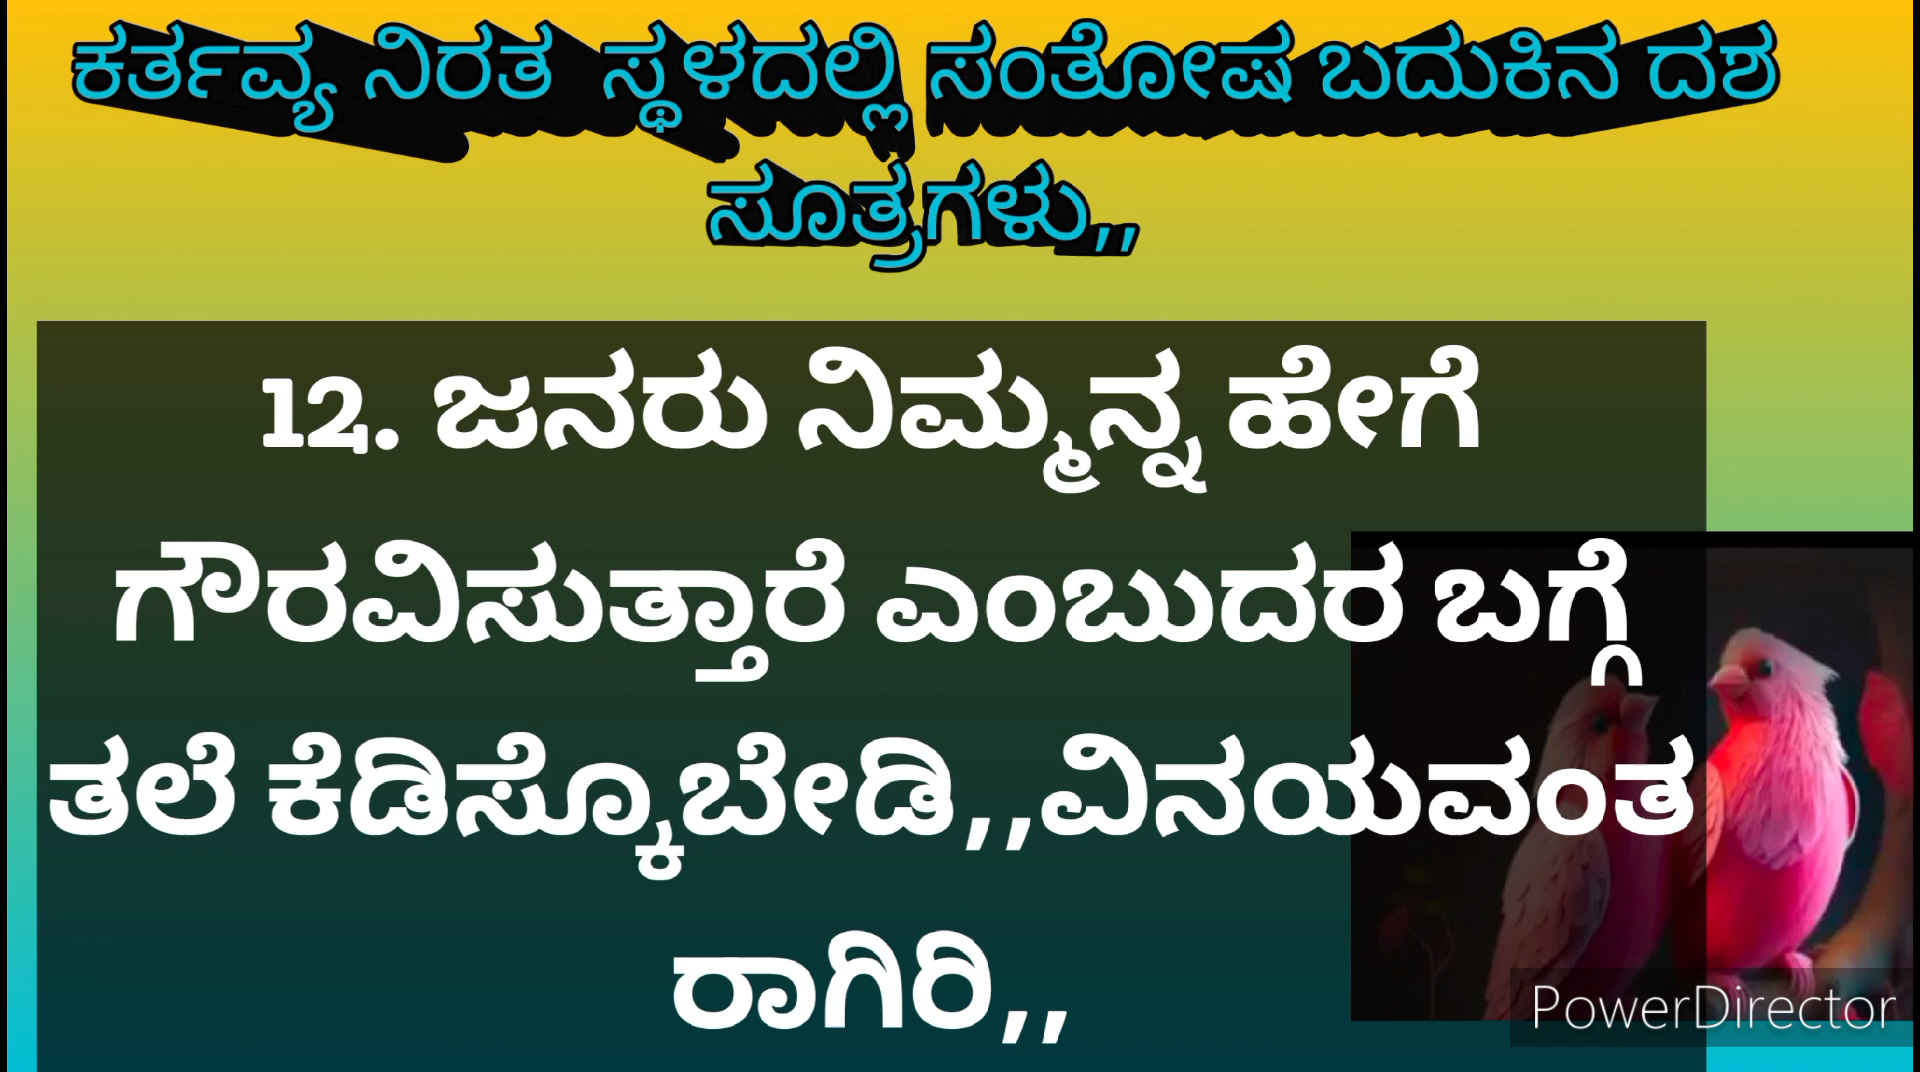 ಕರ್ತವ್ಯ ನಿರತ ಸ್ಥಳದಲ್ಲಿ ಸಂತೋಷ ಬದುಕಿನ ದಶ
ಸೂತ್ರಗಳು,,
12. ಜನರು ನಿಮ್ಮನ್ನ ಹೇಗೆ
ಗೌರವಿಸುತ್ತಾರೆ ಎಂಬುದರ ಬಗ್ಗೆ
ತಲೆ ಕೆಡಿಸ್ಕೊಬೇಡಿ,,ವಿನಯವಂತ
ರಾಗಿರಿ,,
PowerDirector